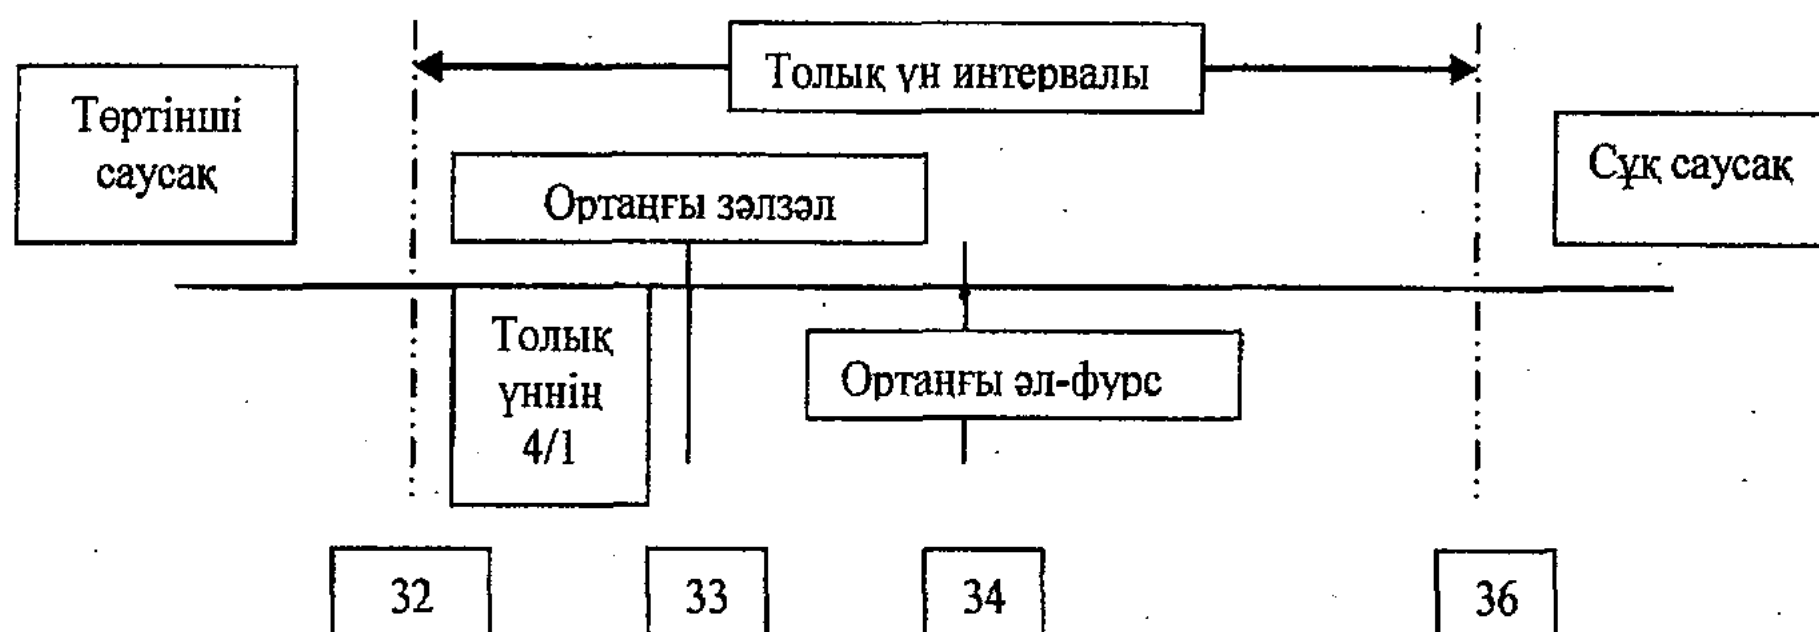 Толық үн интервалы
Төртінші
саусақ
Сұқ саусақ
Ортаңғы зәлзәл
Толық
үннің
4/1
Ортаңғы әл-фурс
32
33
34
36